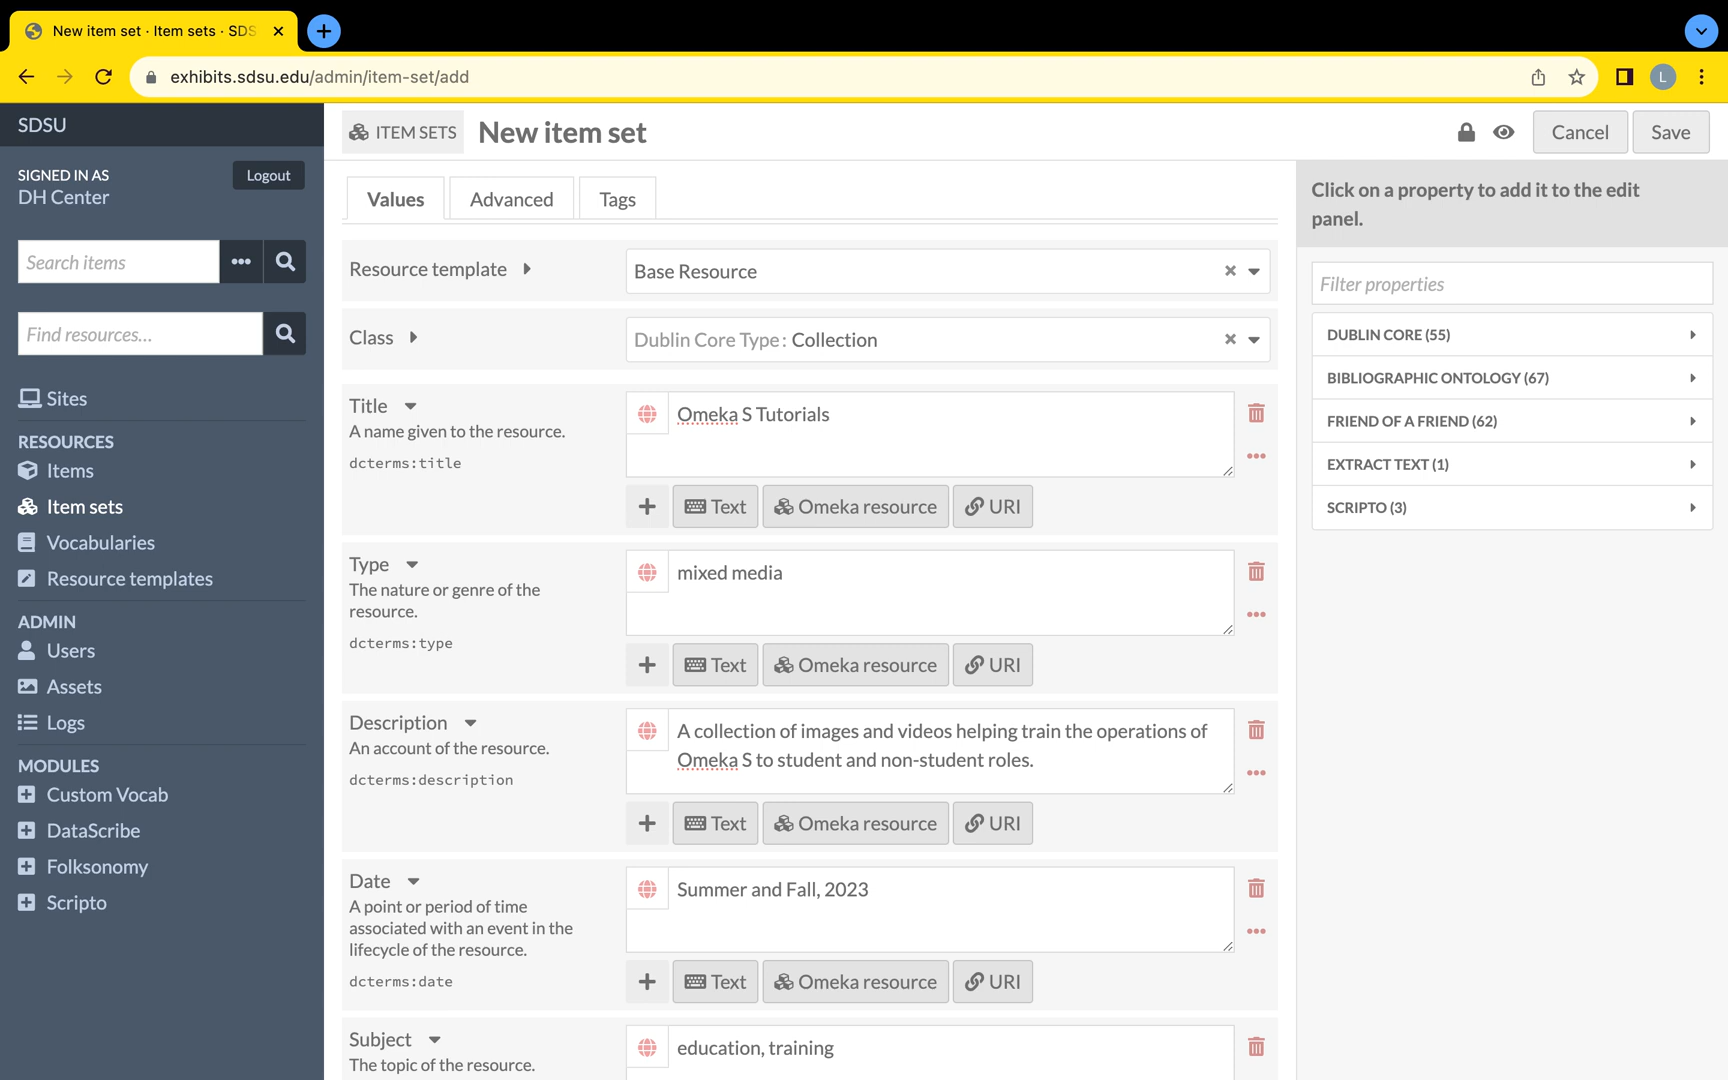 New item set · Item sets · SDS
exhibits.sdsu.edu/admin/item-set/add
L
SDSU
SIGNED IN AS
DH Center
Logout
Search items
Find resources...
Sites
RESOURCES
Items
Item sets
Vocabularies
Resource templates
ADMIN
Users
Assets
Logs
MODULES
Custom Vocab
DataScribe
Folksonomy
Scripto
ITEM SETS
New item set
Cancel
Save
Values
Advanced
Tags
Resource template
Base Resource
Class
Dublin Core Type: Collection
Title
A name given to the resource.
dcterms:title
Omeka S Tutorials
Text
Omeka resource
URI
Type
The nature or genre of the
resource.
dcterms:type
mixed media
Text
Omeka resource
URI
Description
An account of the resource.
dcterms:description
A collection of images and videos helping train the operations of
Omeka S to student and non-student roles.
Text
Omeka resource
URI
Date
A point or period of time
associated with an event in the
lifecycle of the resource.
dcterms:date
Summer and Fall, 2023
Text
Omeka resource
URI
Subject
The topic of the resource.
education, training
Click on a property to add it to the edit
panel.
Filter properties
DUBLIN CORE (55)
BIBLIOGRAPHIC ONTOLOGY (67)
FRIEND OF A FRIEND (62)
EXTRACT TEXT (1)
SCRIPTO (3)